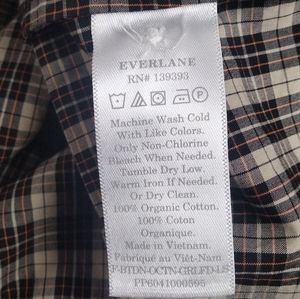 EVERLANE
RN# 139393
Machine Wash Cold
With Like Colors.
Only Non-Chlorine
Bleach When Needed.
Tumble Dry Low.
Warm Iron If Needed.
Or Dry Clean.
100% Organic Cotton.
100% Coton
Organique.
Made in Vietnam.
Fabriqué au Viêt-Nam
F-BTDN-OCTN-CRLFD-LS
PP6041000595